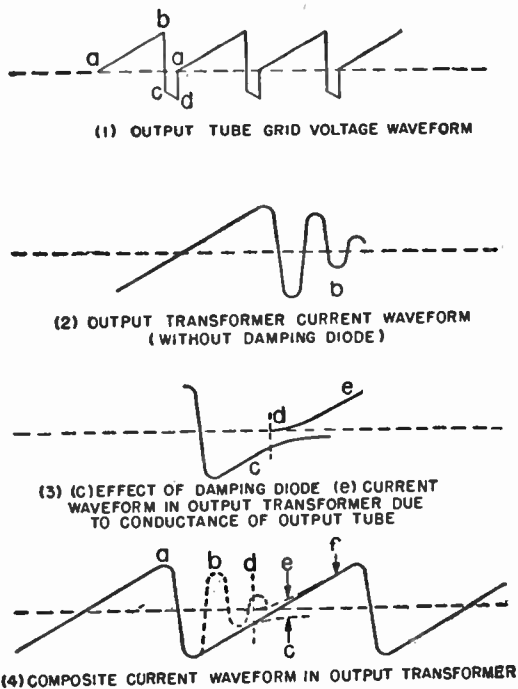 b
a a
c d
(1) OUTPUT TUBE GRID VOLTAGE WAVEFORM
b
(2) OUTPUT TRANSFORMER CURRENT WAVEFORM
(WITHOUT DAMPING DIODE)
e
d
c
(3) (C) EFFECT OF DAMPING DIODE (e) CURRENT
WAVEFORM IN OUTPUT TRANSFORMER DUE
TO CONDUCTANCE OF OUTPUT TUBE
a b d e f
c
(4) COMPOSITE CURRENT WAVEFORM IN OUTPUT TRANSFORMER